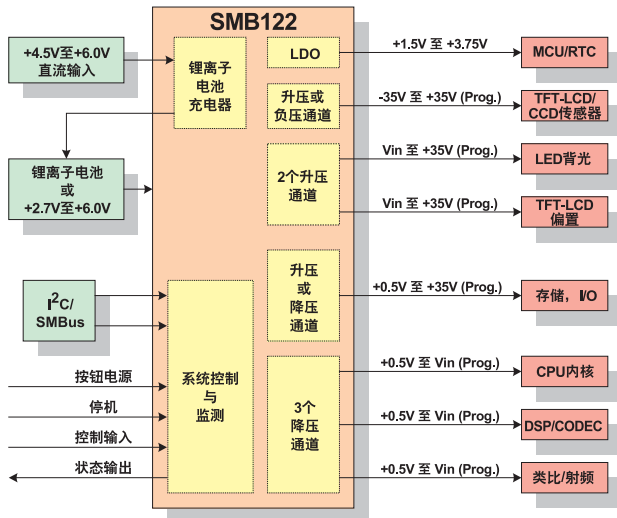 SMB122
+4.5V至+6.0V
直流输入
锂离子
电池
充电器
锂离子电池
或
+2.7V至+6.0V
I²C/
SMBus
按钮电源
停机
控制输入
状态输出
系统控制
与
监测
LDO
+1.5V 至 +3.75V
MCU/RTC
升压或
负压通道
-35V 至 +35V (Prog.)
TFT-LCD/
CCD传感器
2个升压
通道
Vin 至 +35V (Prog.)
LED背光
Vin 至 +35V (Prog.)
TFT-LCD
偏置
升压
或
降压
通道
+0.5V 至 +35V (Prog.)
存储，I/O
3个
降压
通道
+0.5V 至 Vin (Prog.)
CPU内核
+0.5V 至 Vin (Prog.)
DSP/CODEC
+0.5V 至 Vin (Prog.)
类比/射频